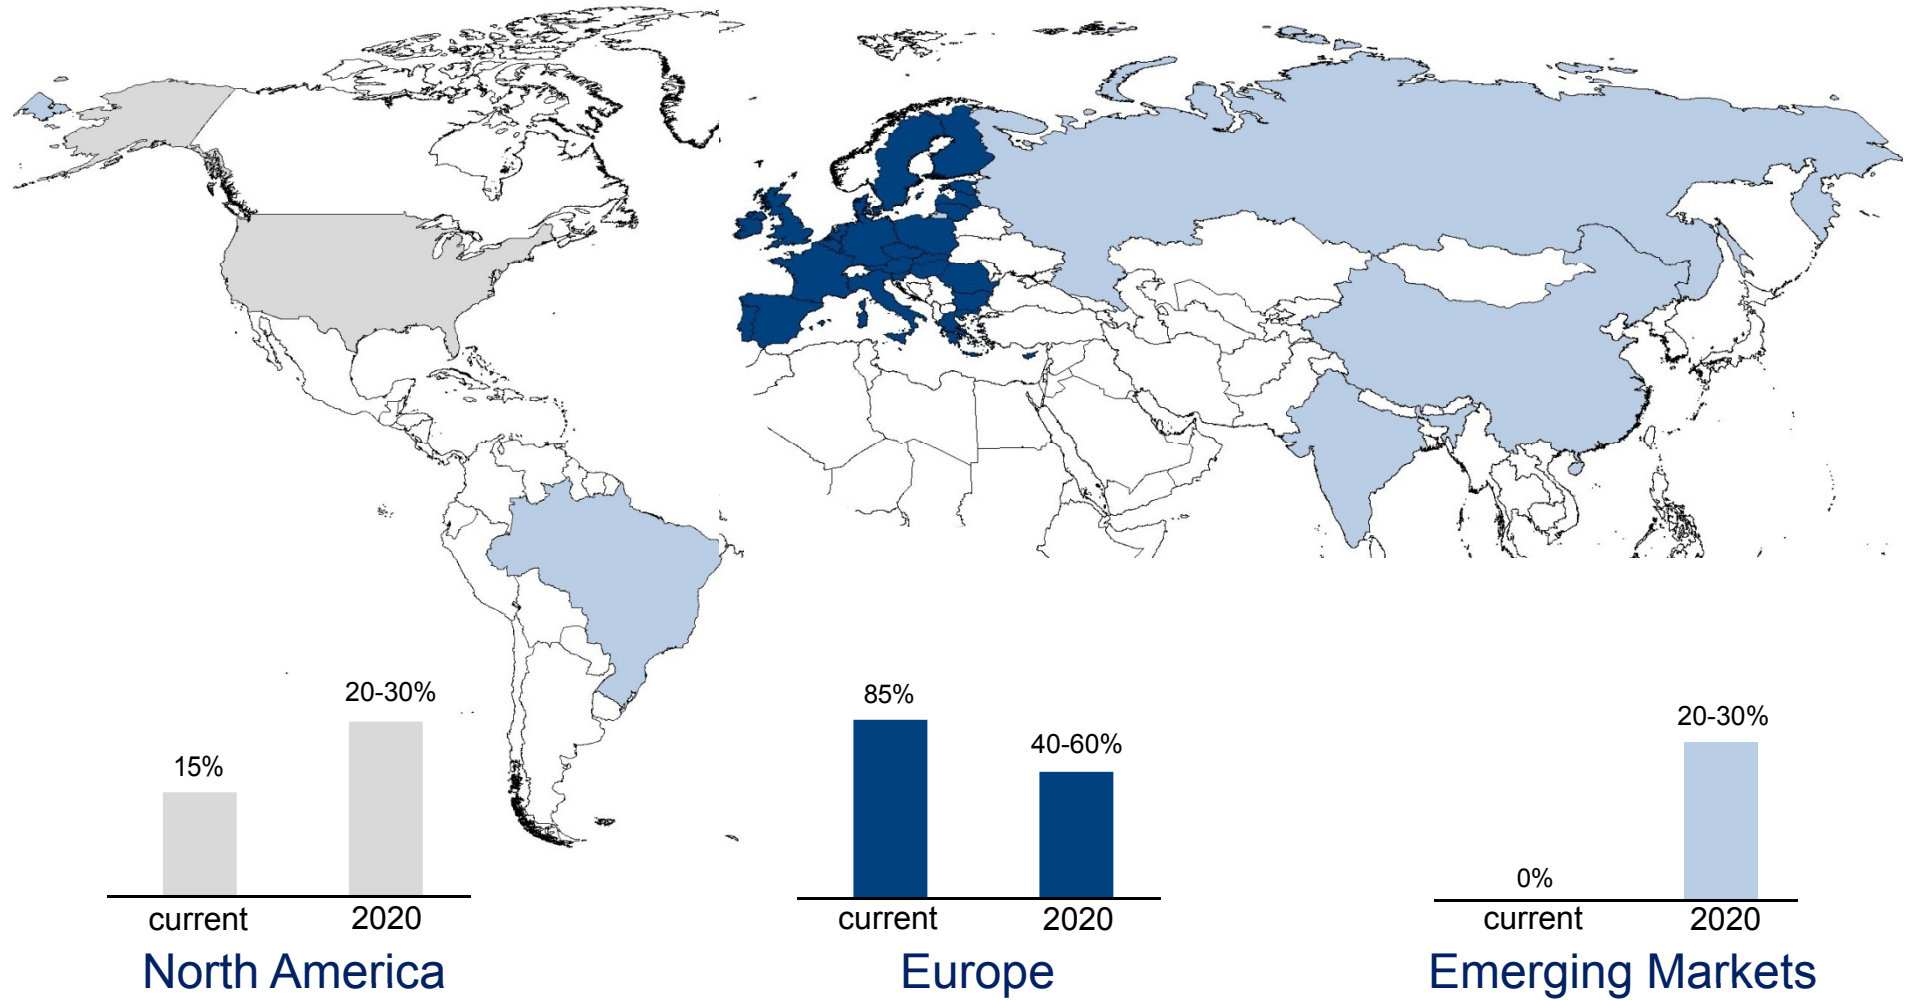 20-30%
15%
current 2020
North America
85%
40-60%
current 2020
Europe
20-30%
0%
current 2020
Emerging Markets